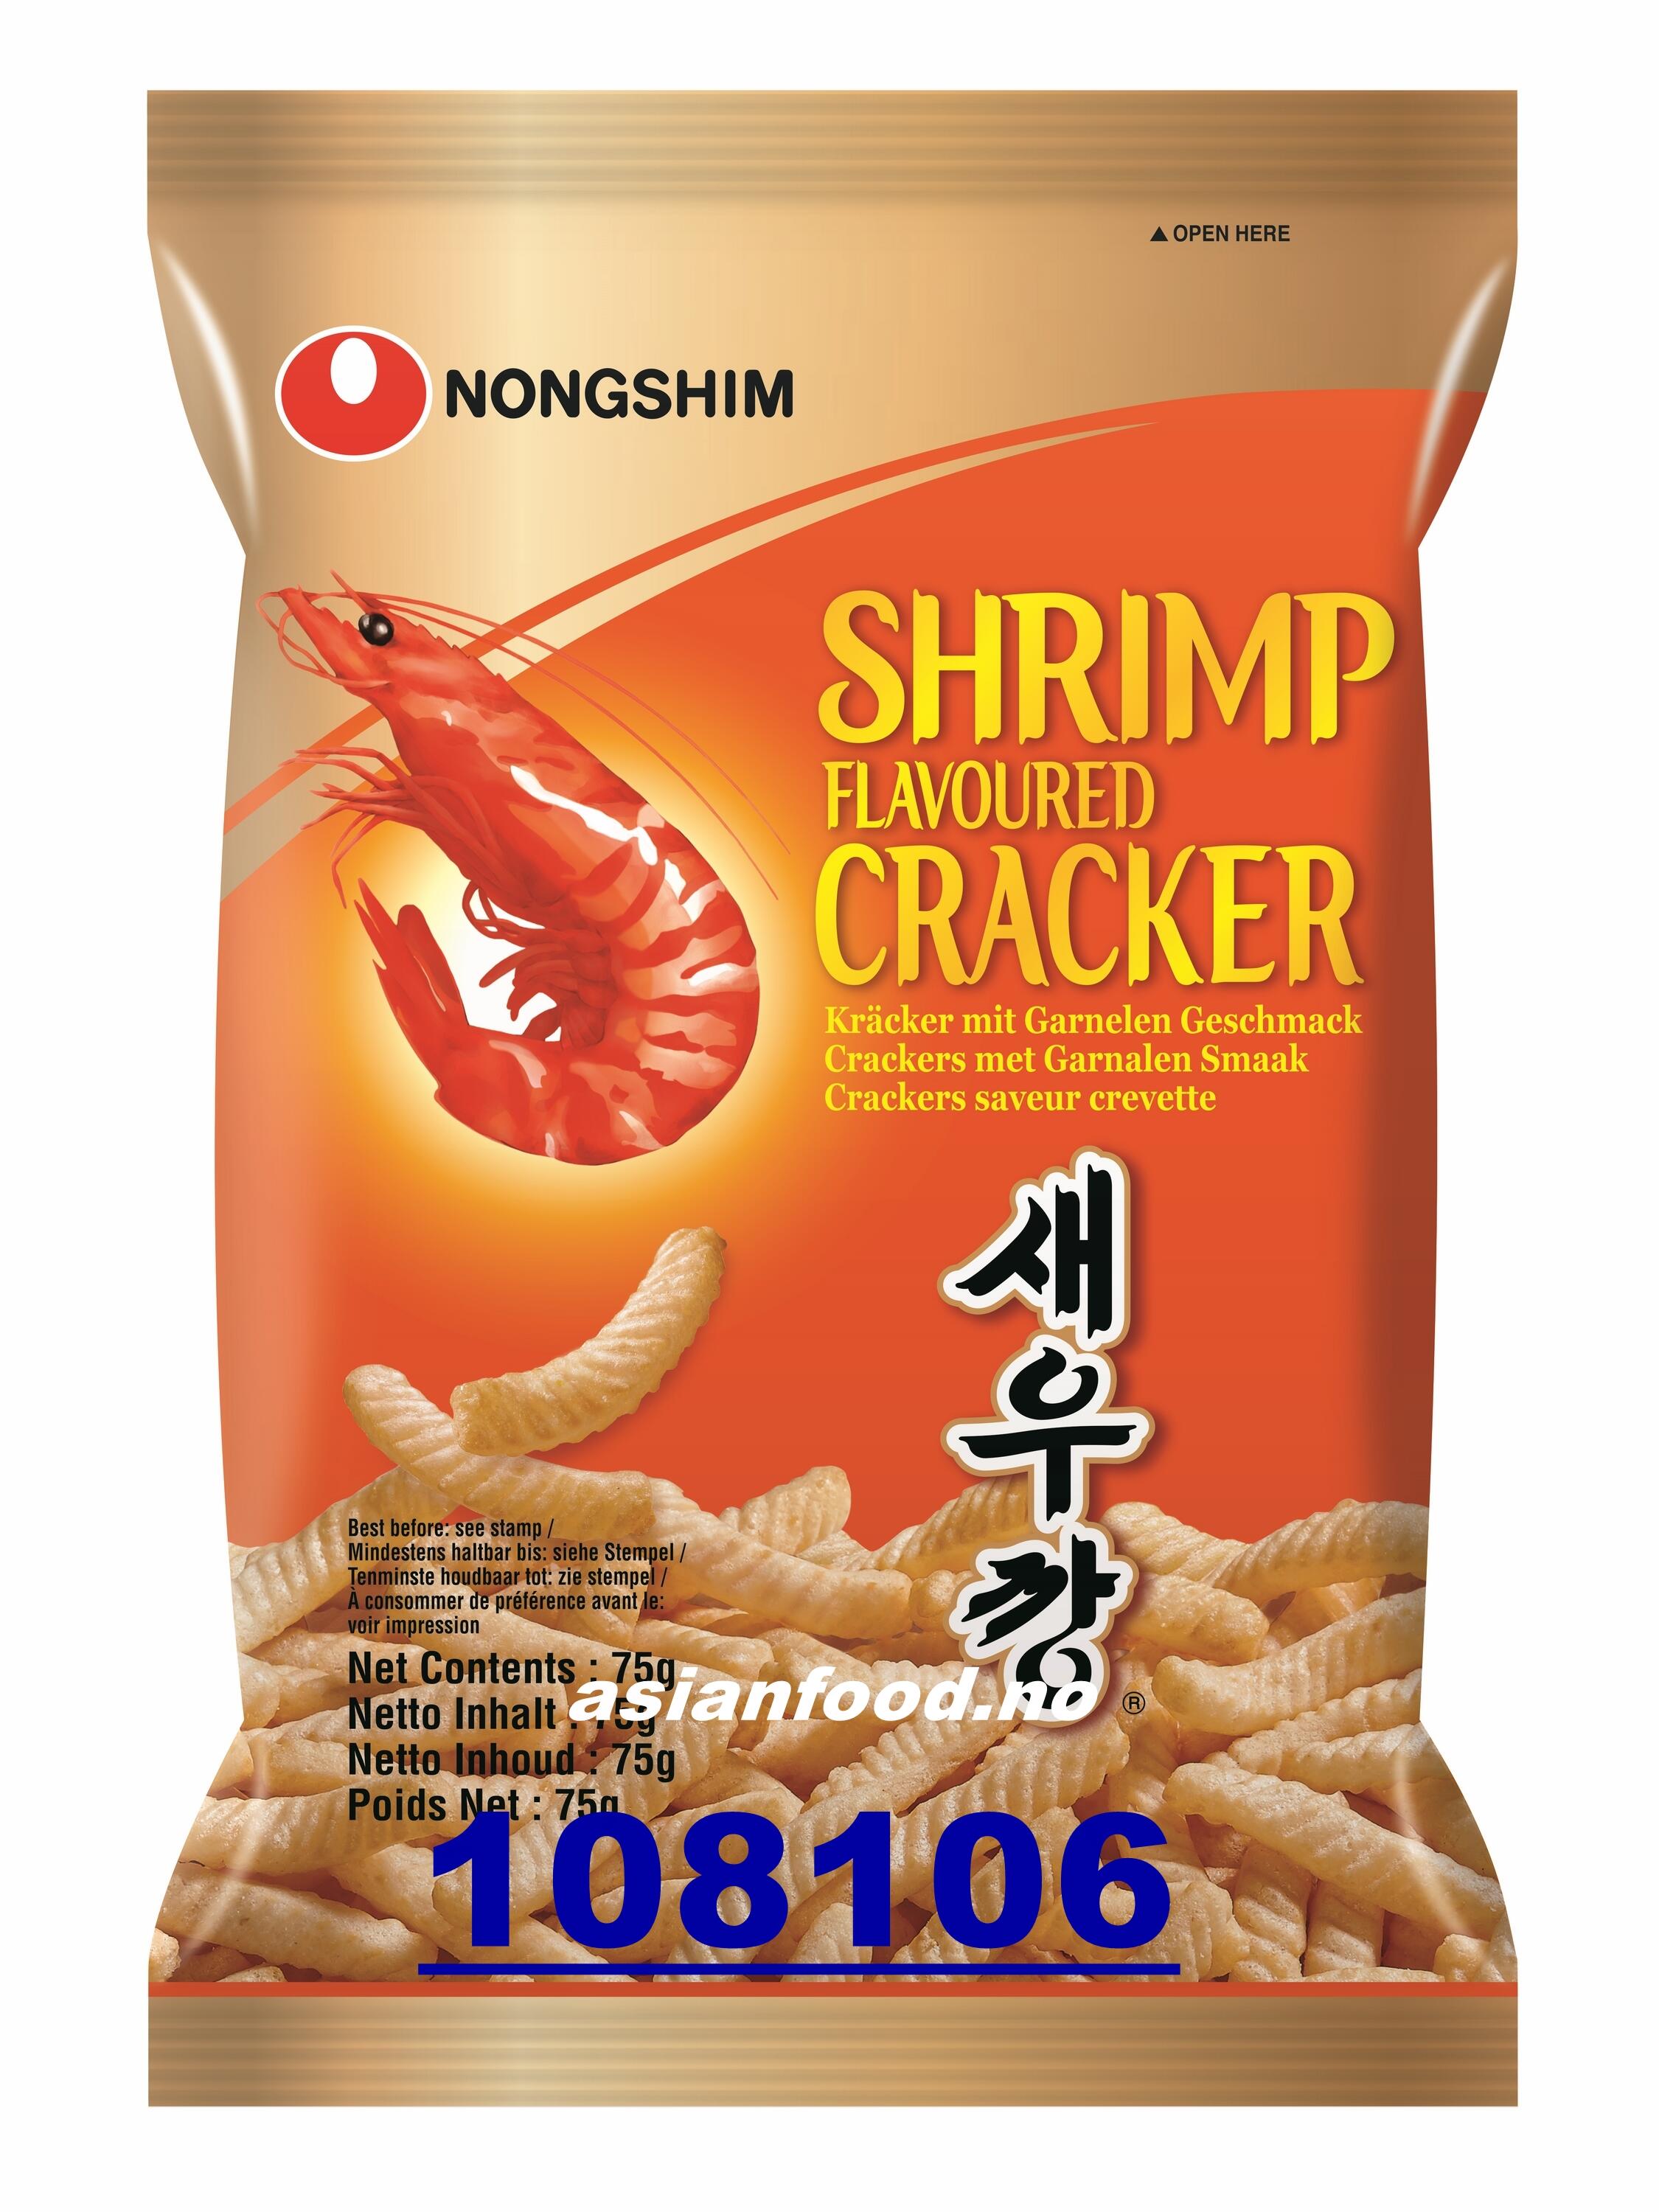 ▲ OPEN HERE
NONGSHIM
SHRIMP
FLAVOURED
CRACKER
Kräcker mit Garnelen Geschmack
Crackers met Garnalen Smaak
Crackers saveur crevette
새우깡
®
Best before: see stamp /
Mindestens haltbar bis: siehe Stempel /
Tenminste houdbaar tot: zie stempel /
À consommer de préférence avant le:
voir impression
Net Contents : 75g
Netto Inhalt : 75g
Netto Inhoud : 75g
Poids Net : 75g
asianfood.no
108106